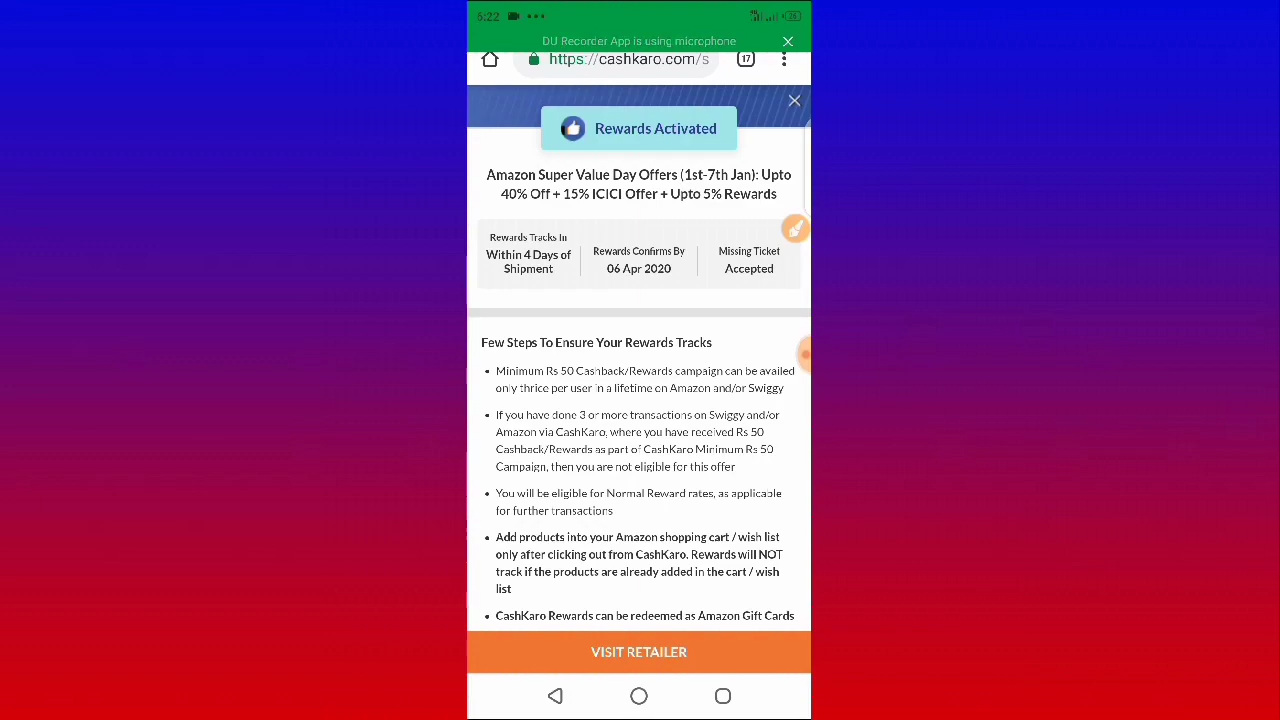 6:22
26
DU Recorder App is using microphone
https://cashkaro.com/s
17
Rewards Activated
Amazon Super Value Day Offers (1st-7th Jan): Upto
40% Off + 15% ICICI Offer + Upto 5% Rewards
Rewards Tracks In
Within 4 Days of
Shipment
Rewards Confirms By
06 Apr 2020
Missing Ticket
Accepted
Few Steps To Ensure Your Rewards Tracks
• Minimum Rs 50 Cashback/Rewards campaign can be availed
only thrice per user in a lifetime on Amazon and/or Swiggy
• If you have done 3 or more transactions on Swiggy and/or
Amazon via CashKaro, where you have received Rs 50
Cashback/Rewards as part of CashKaro Minimum Rs 50
Campaign, then you are not eligible for this offer
• You will be eligible for Normal Reward rates, as applicable
for further transactions
• Add products into your Amazon shopping cart / wish list
only after clicking out from CashKaro. Rewards will NOT
track if the products are already added in the cart / wish
list
• CashKaro Rewards can be redeemed as Amazon Gift Cards
VISIT RETAILER